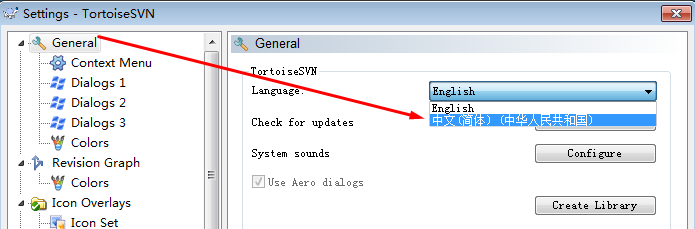 Settings - TortoiseSVN
General
Context Menu
Dialogs 1
Dialogs 2
Dialogs 3
Colors
Revision Graph
Colors
Icon Overlays
Icon Set
General
TortoiseSVN
Language:
English
English
中文(简体) (中华人民共和国)
Check for updates
System sounds
Configure
Use Aero dialogs
Create Library